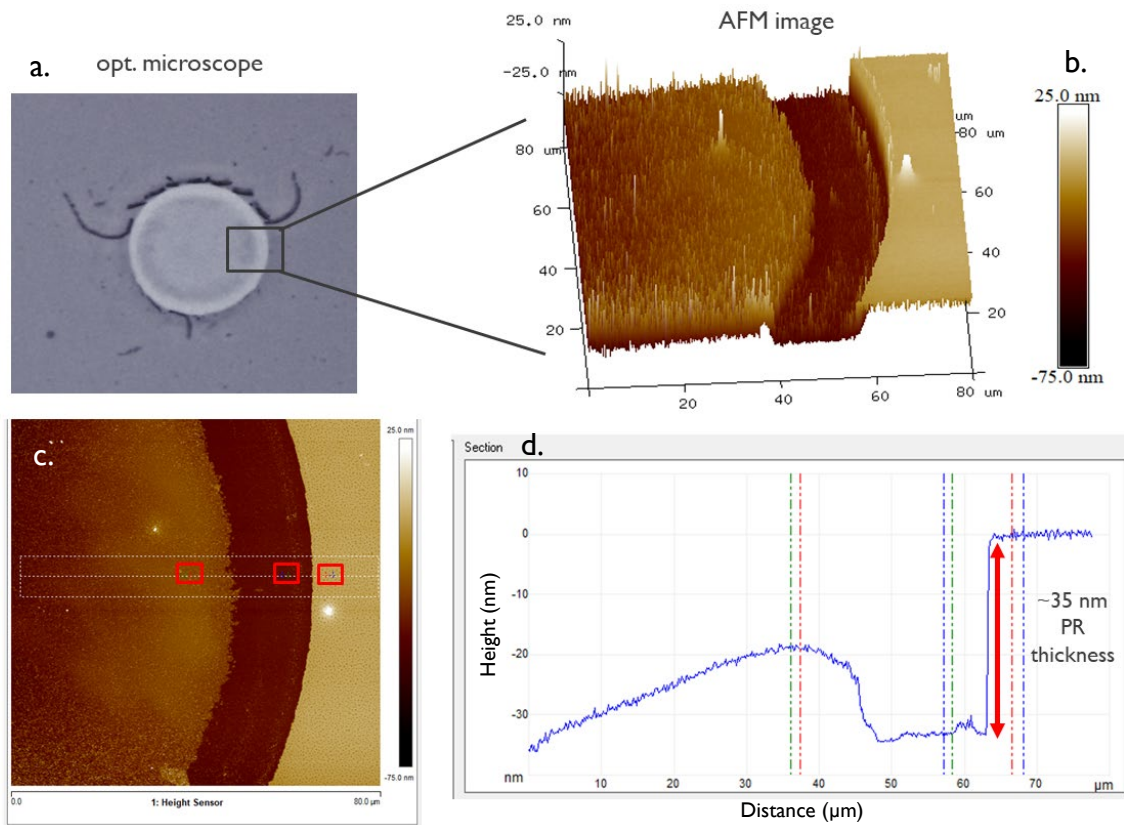 AFM image
a.
opt. microscope
b.
25.0 nm
-25.0 nm
80 um
60
40
20
20
40
60
80
um
um
80 um
60
40
20
25.0 nm
-75.0 nm
c.
25.0 nm
-75.0 nm
0.0
1: Height Sensor
80.0 µm
Section
d.
10
0
-10
-20
-30
nm
Height (nm)
10
20
30
40
50
60
70
µm
Distance (µm)
~35 nm
PR
thickness